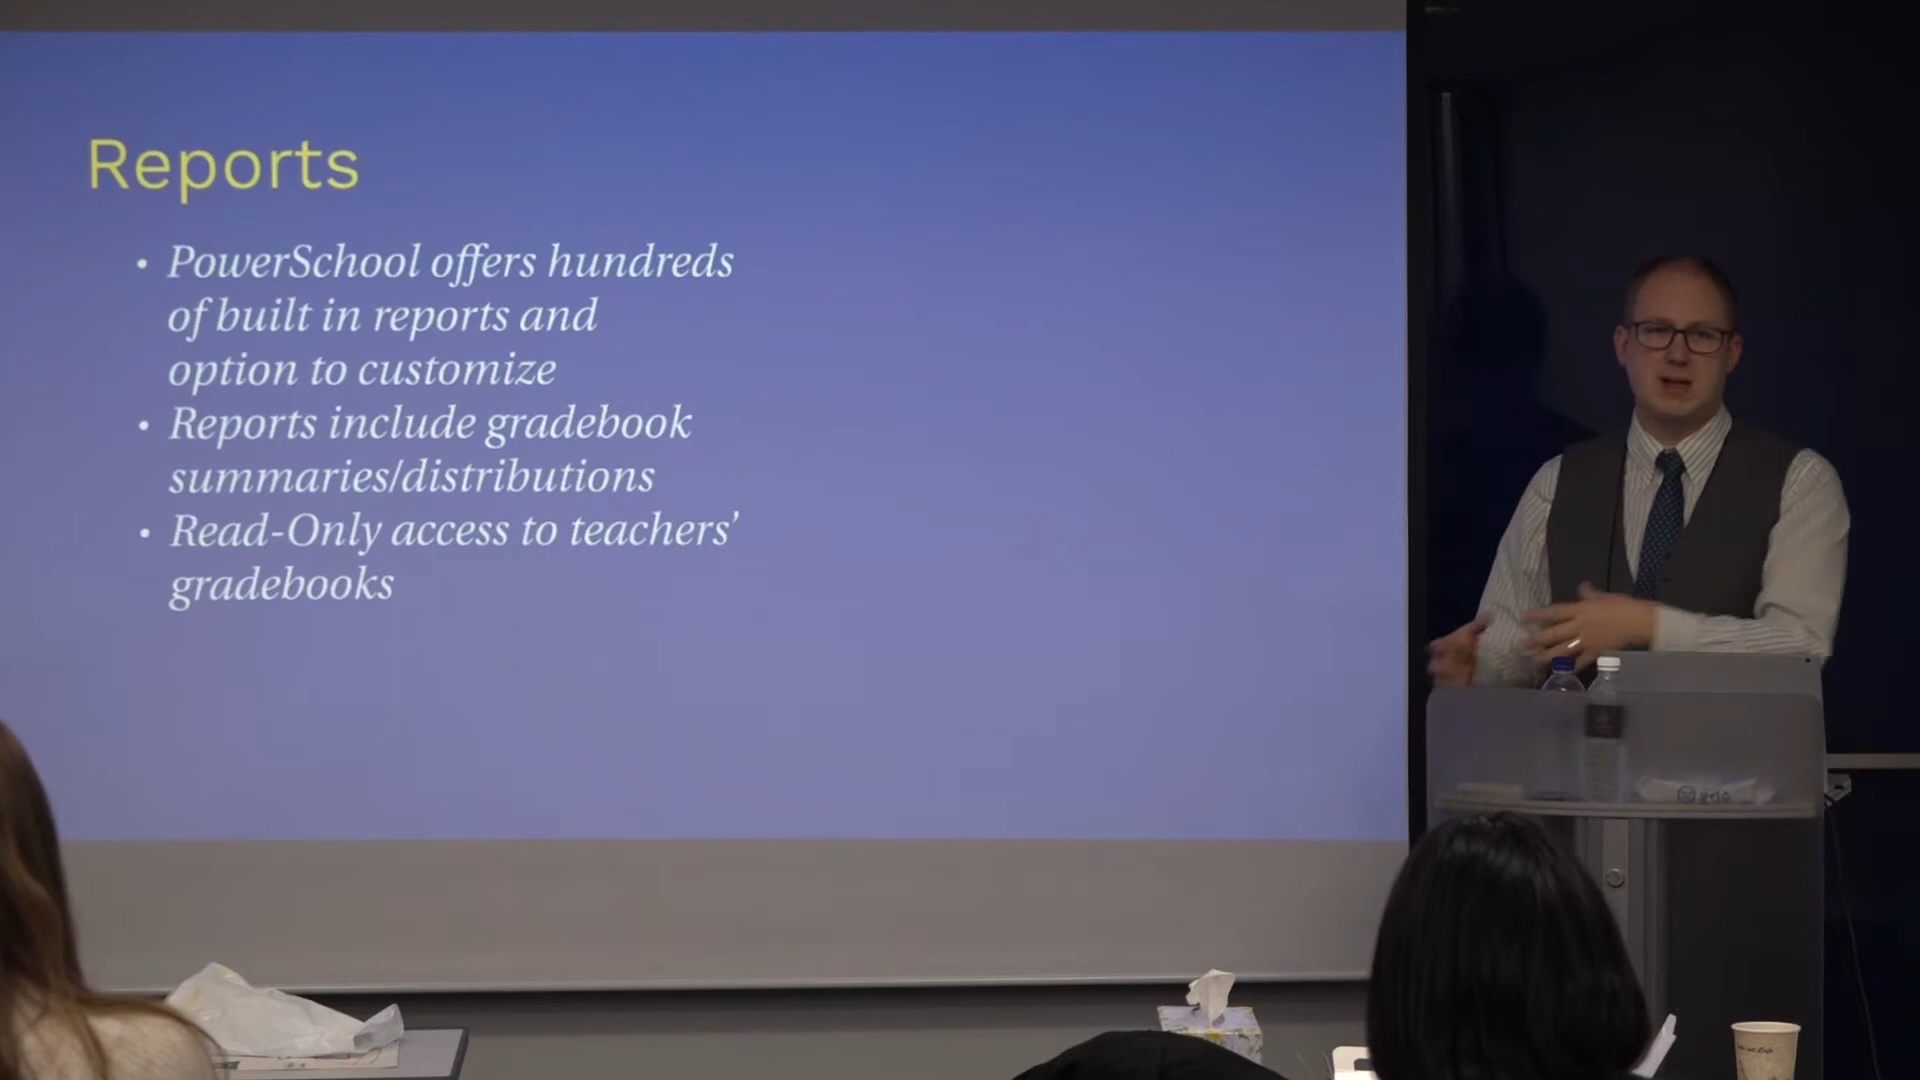 Reports
• PowerSchool offers hundreds
of built in reports and
option to customize
• Reports include gradebook
summaries/distributions
• Read-Only access to teachers’
gradebooks